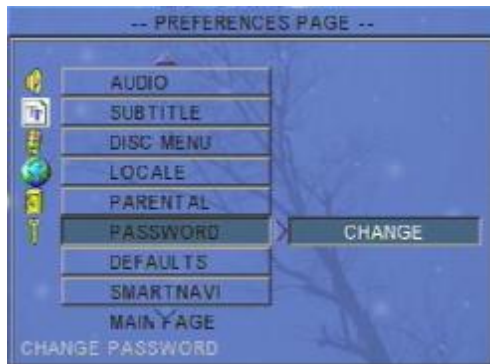 -- PREFERENCES PAGE --
AUDIO
SUBTITLE
DISC MENU
LOCALE
PARENTAL
PASSWORD
CHANGE
DEFAULTS
SMARTNAVI
MAIN PAGE
CHANGE PASSWORD